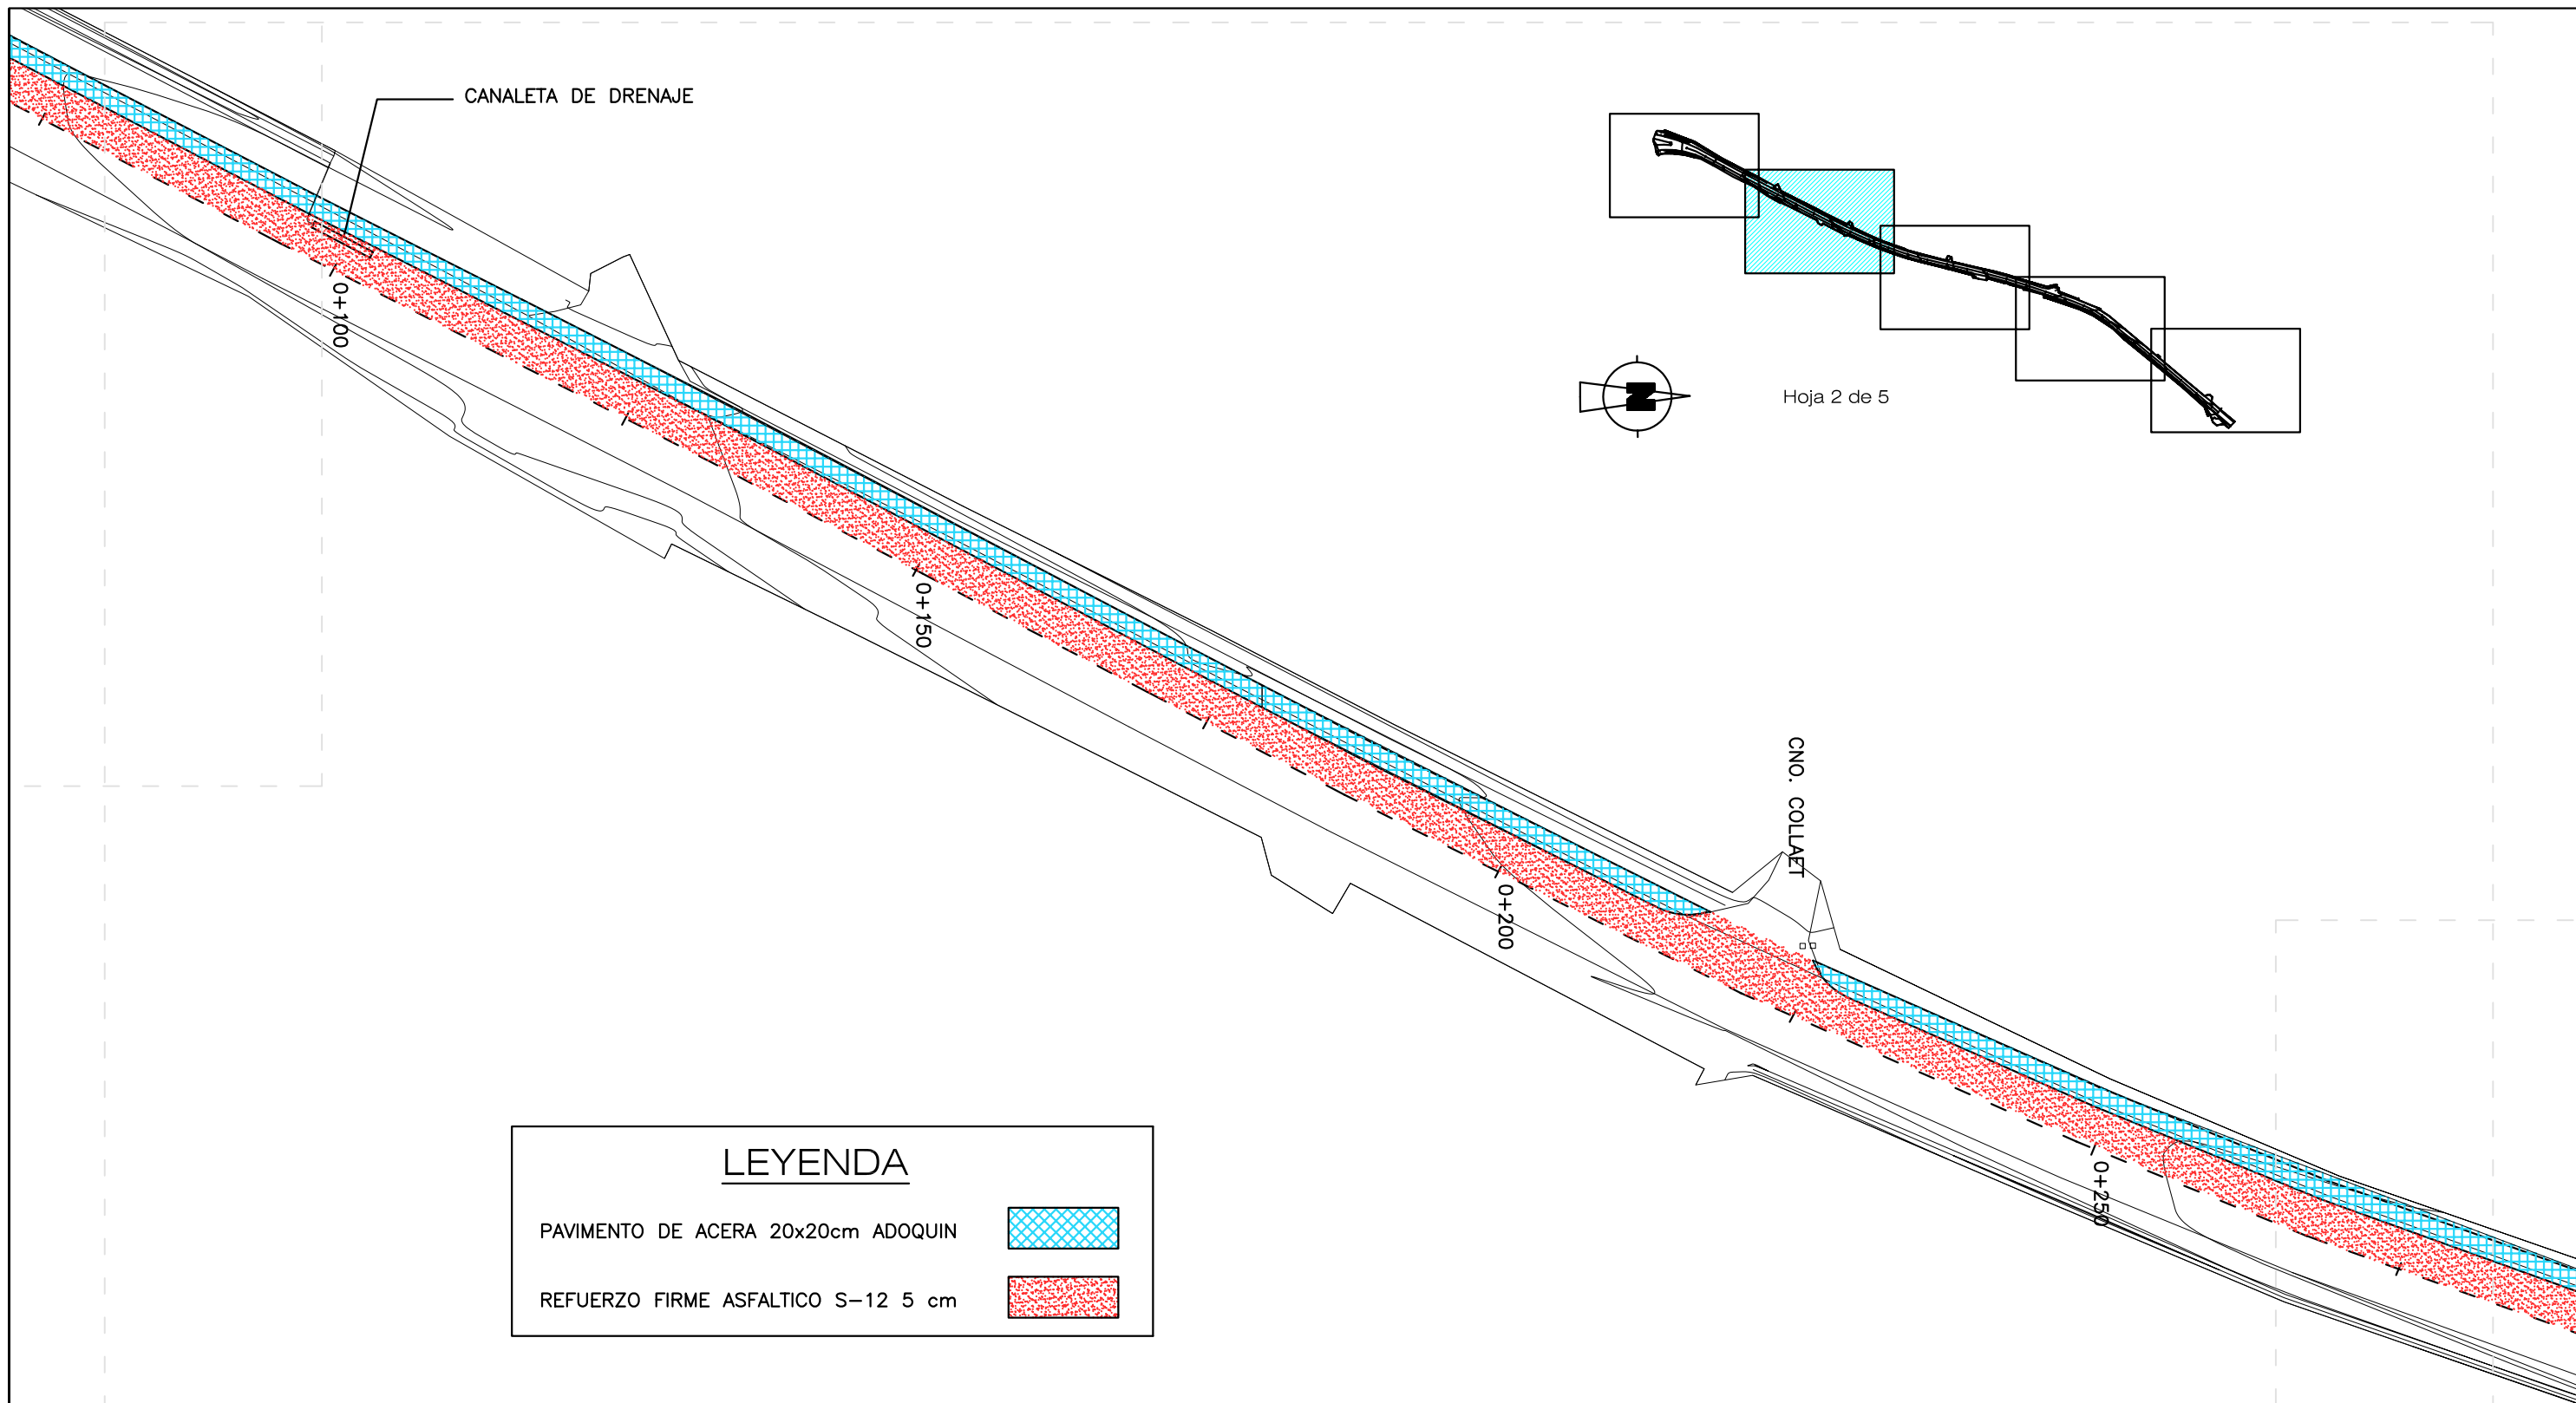 CANALETA DE DRENAJE
0+100
N
Hoja 2 de 5
0+150
CNO. COLLAET
0+200
0+250
LEYENDA
PAVIMENTO DE ACERA 20x20cm ADOQUIN
REFUERZO FIRME ASFALTICO S-12 5 cm